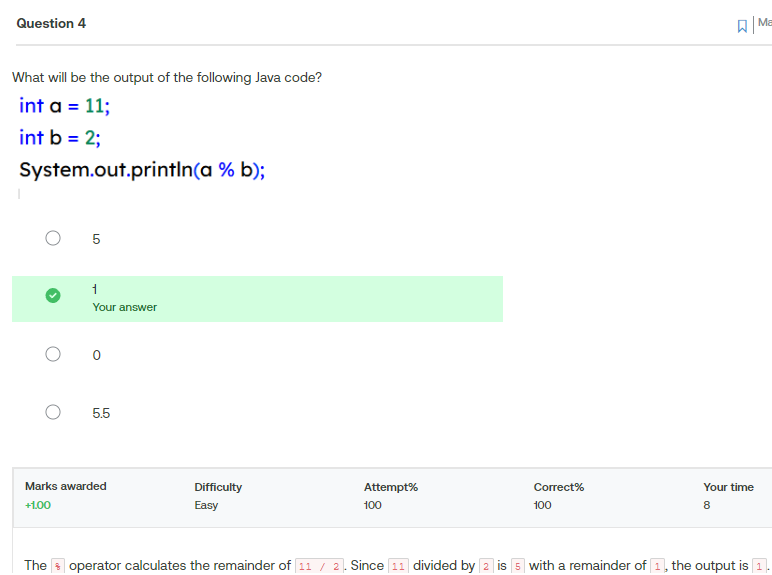 Question 4
Ma
What will be the output of the following Java code?
int a = 11;
int b = 2;
System.out.println(a % b);
5
1
Your answer
0
5.5
Marks awarded Difficulty Attempt% Correct% Your time
+1.00 Easy 100 100 8
The % operator calculates the remainder of 11 / 2. Since 11 divided by 2 is 5 with a remainder of 1, the output is 1.